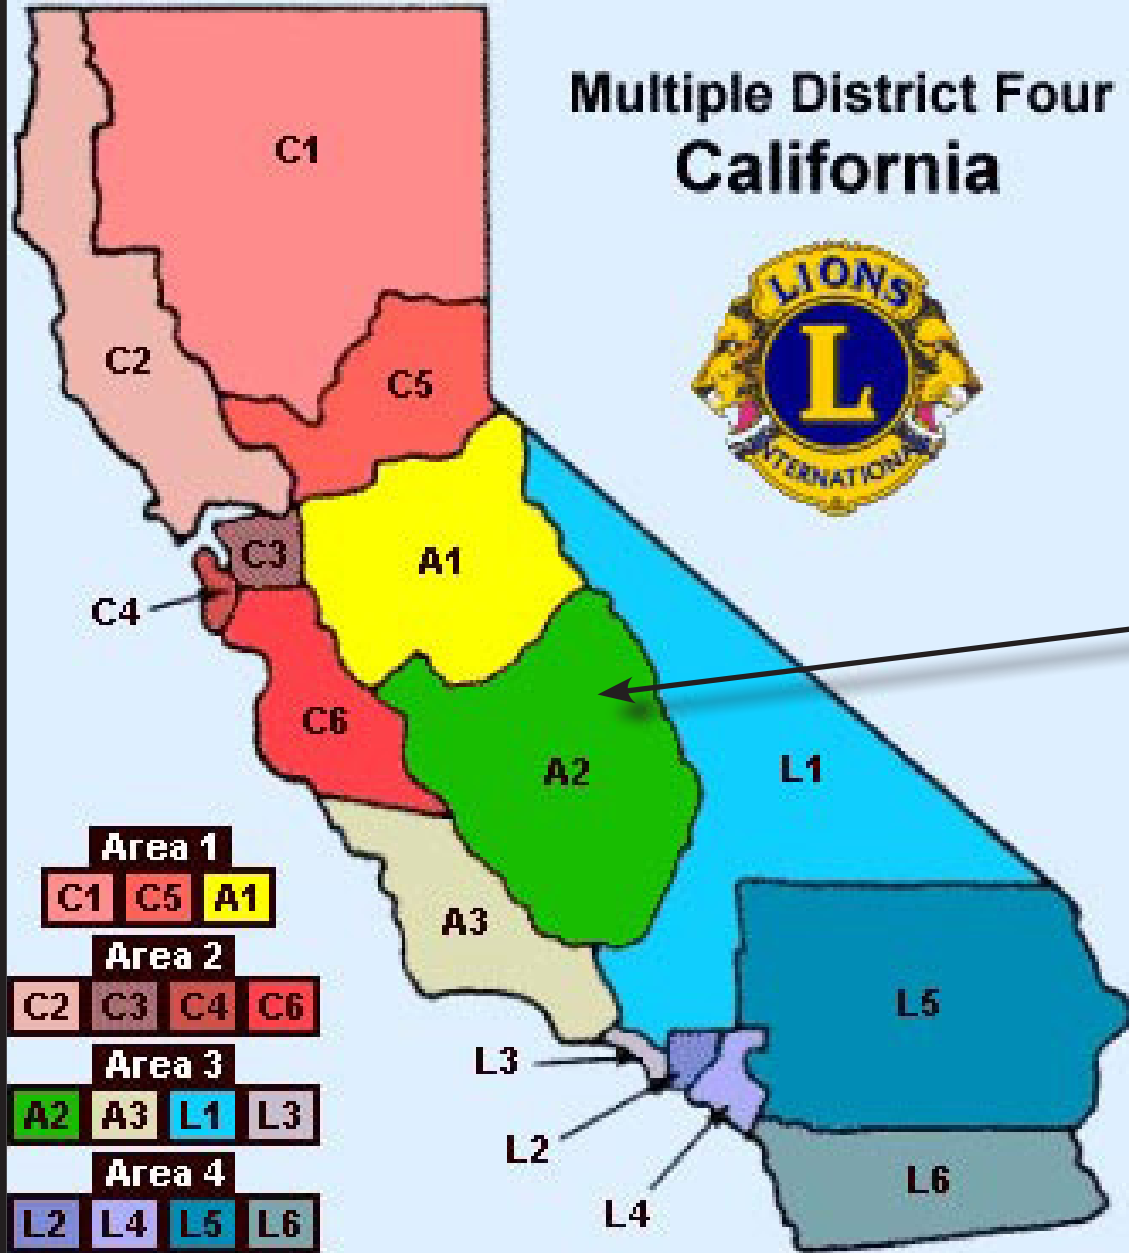 Multiple District Four
California
LIONS
L
INTERNATIONAL
C1
C2
C5
C3
A1
C4
C6
A2
L1
A3
L5
L3
L2
L4
L6
Area 1
C1 C5 A1
Area 2
C2 C3 C4 C6
Area 3
A2 A3 L1 L3
Area 4
L2 L4 L5 L6